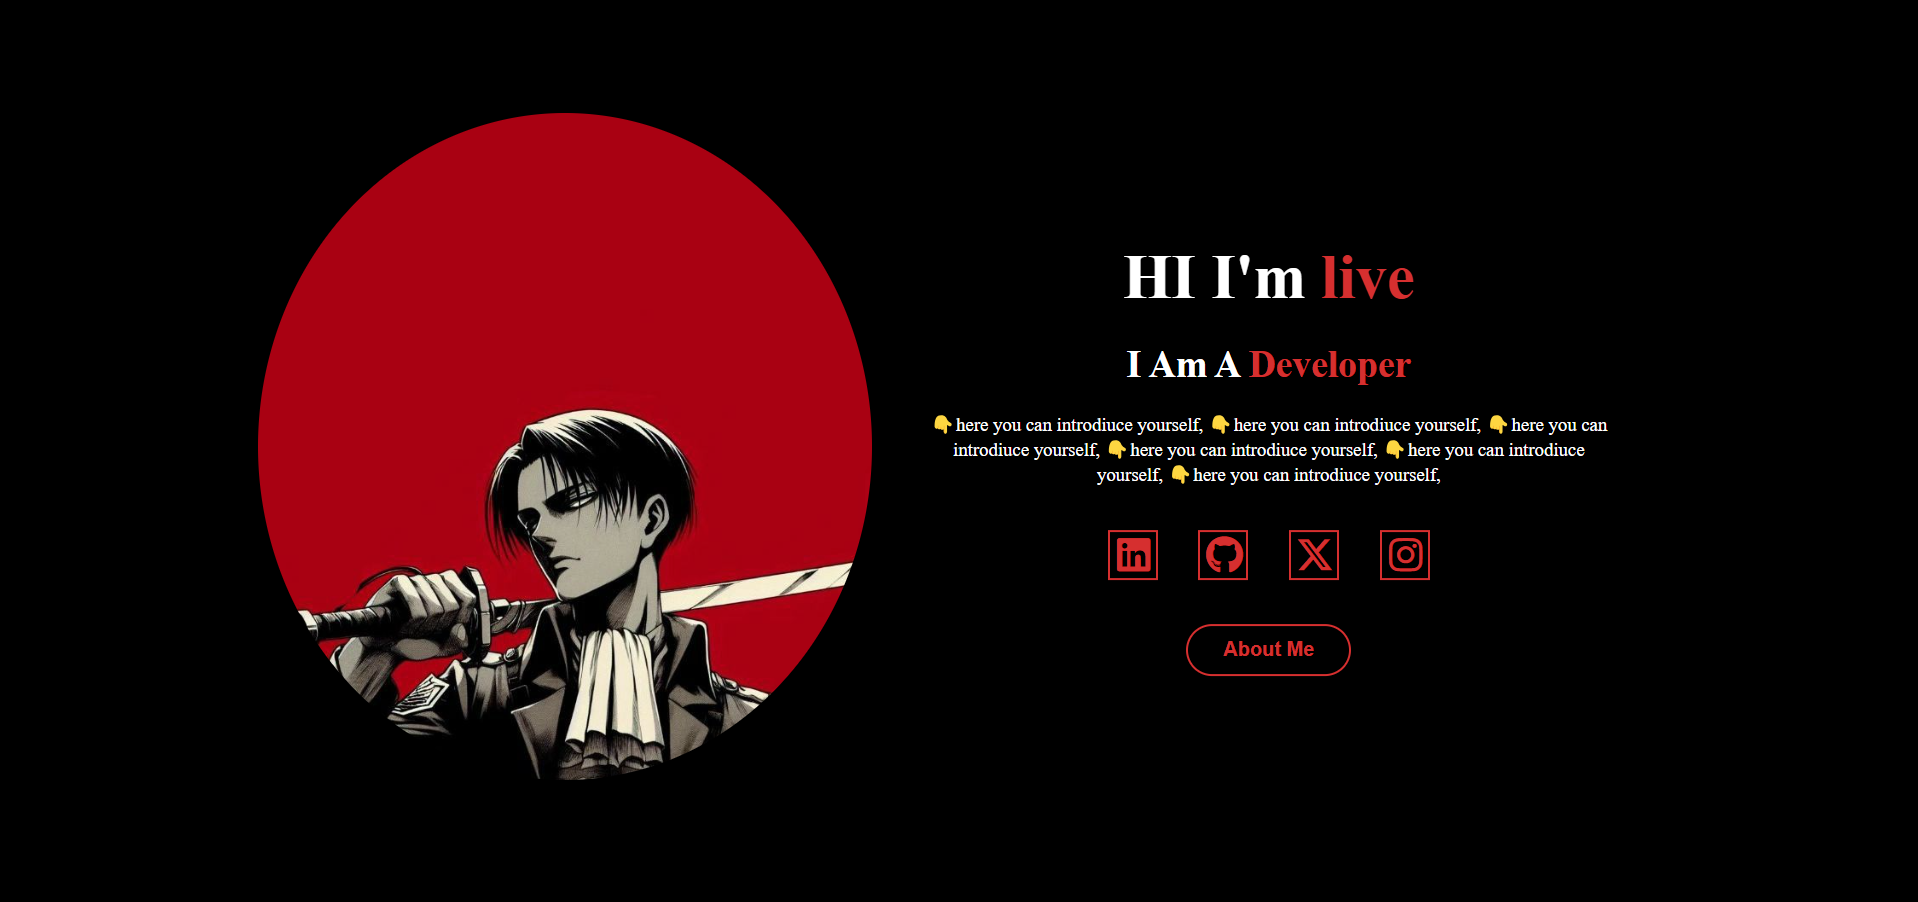 HI I'm live
I Am A Developer
👇here you can introdiuce yourself, 👇here you can introdiuce yourself, 👇here you can
introdiuce yourself, 👇here you can introdiuce yourself, 👇here you can introdiuce
yourself, 👇here you can introdiuce yourself,
in
X
About Me